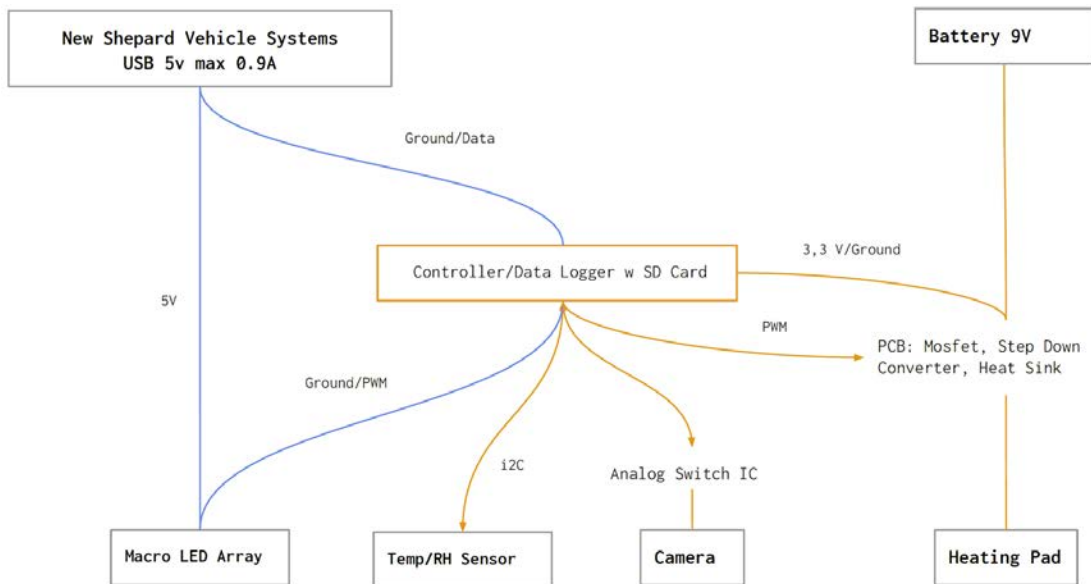 New Shepard Vehicle Systems
USB 5v max 0.9A
Battery 9V
Ground/Data
3,3 V/Ground
Controller/Data Logger w SD Card
5V
PWM
PCB: Mosfet, Step Down
Converter, Heat Sink
Ground/PWM
i2C
Analog Switch IC
Macro LED Array
Temp/RH Sensor
Camera
Heating Pad